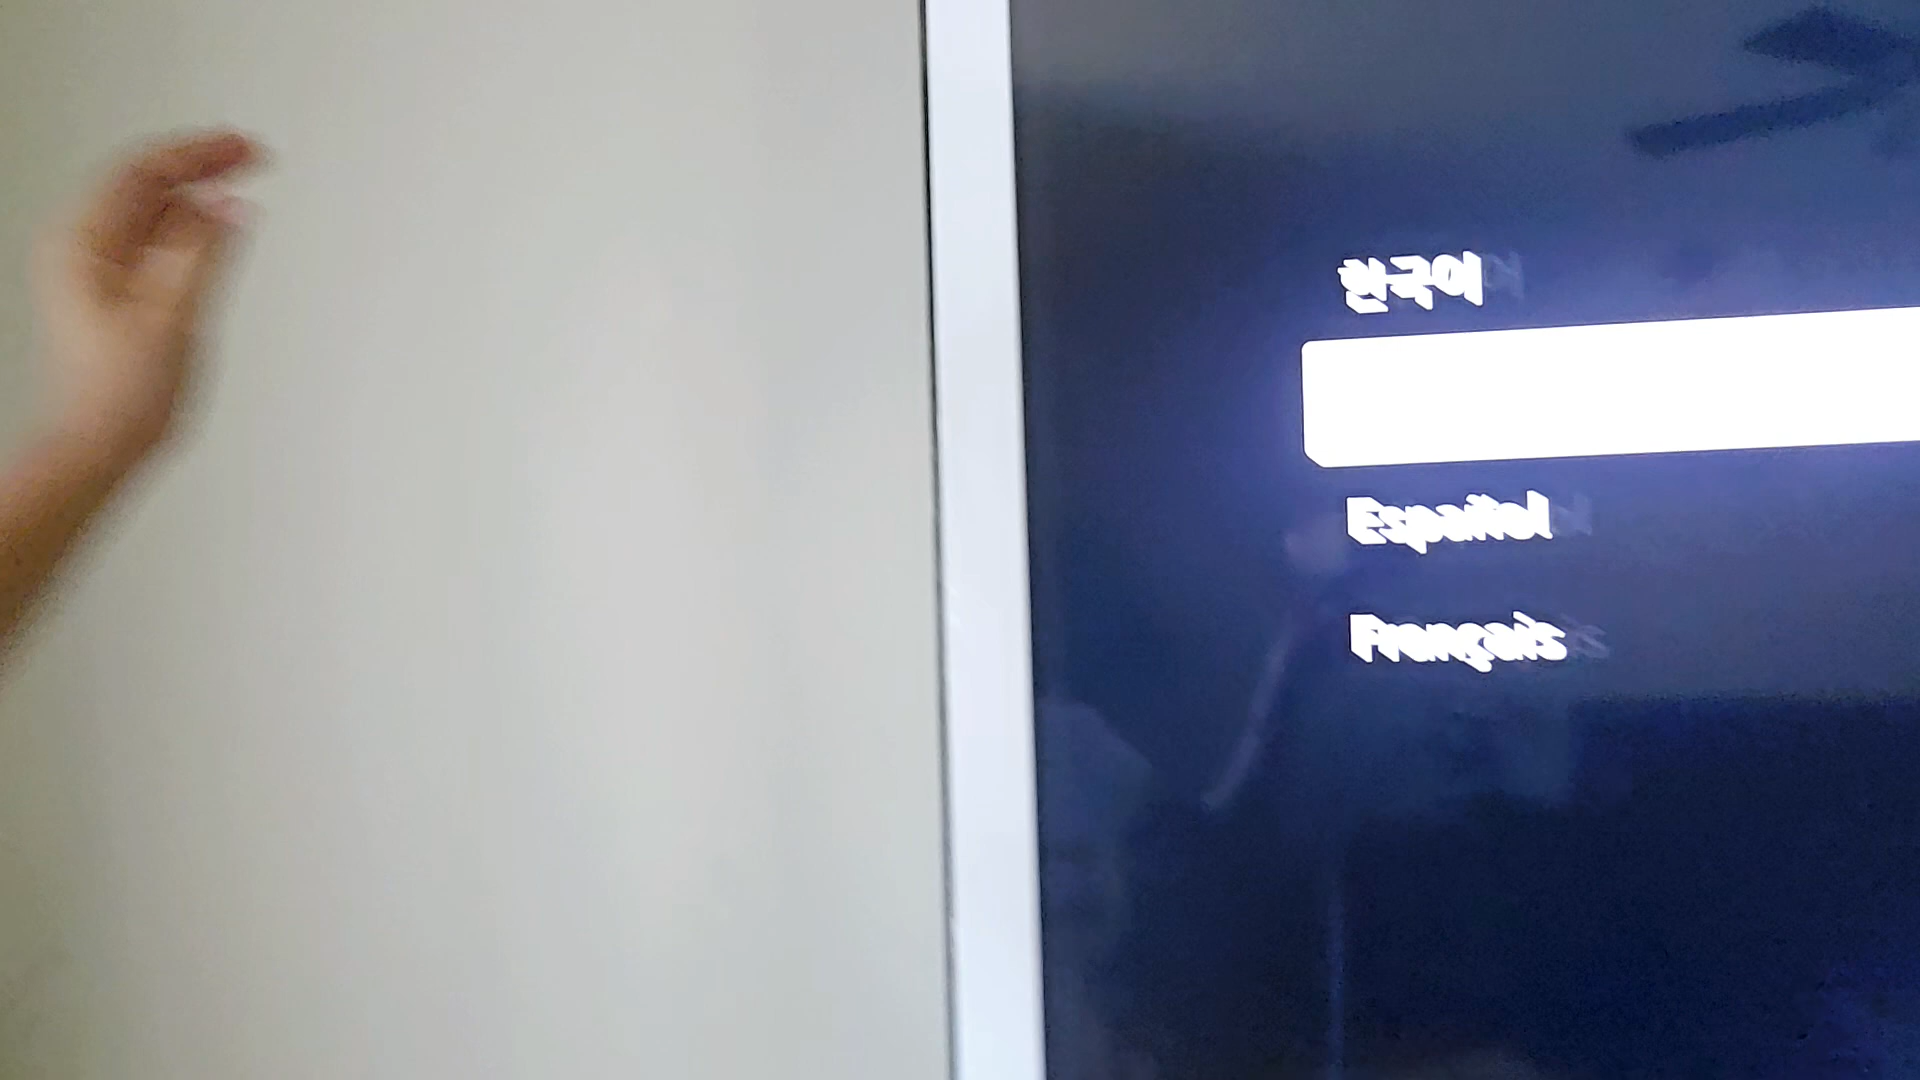 한국어
Español
Français